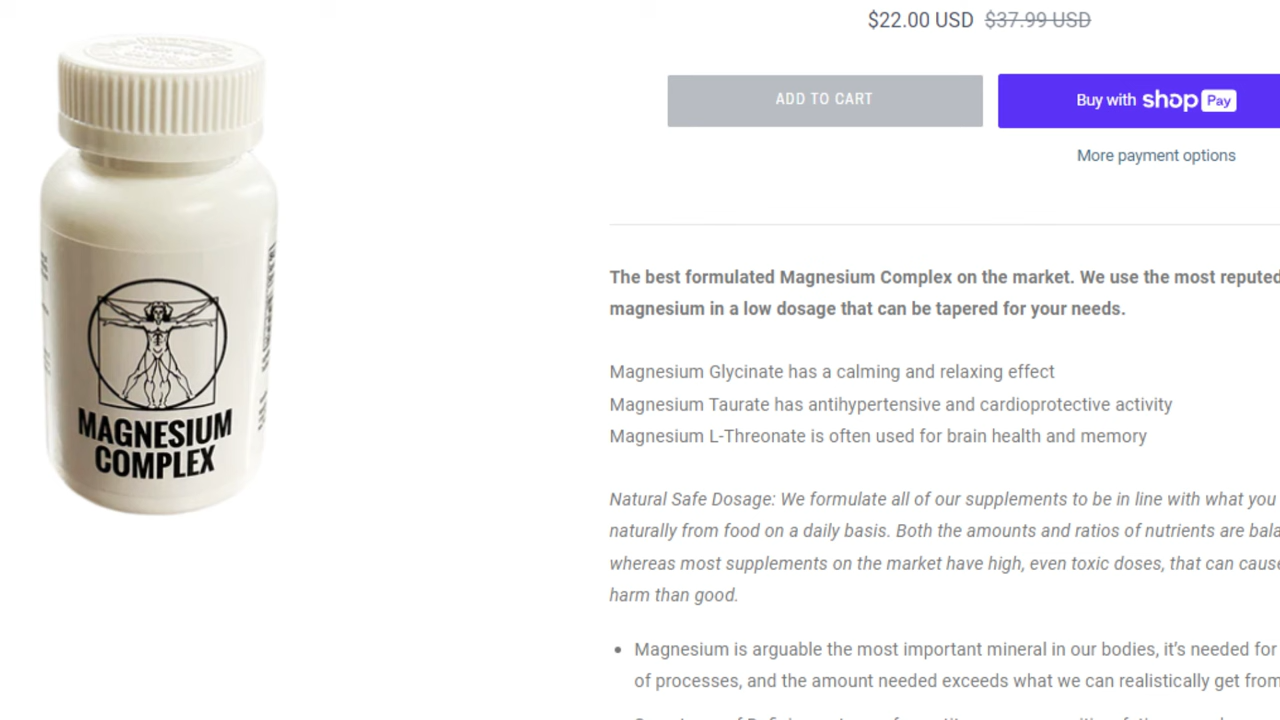 $22.00 USD $37.99 USD
ADD TO CART
Buy with shop Pay
More payment options
The best formulated Magnesium Complex on the market. We use the most reputed
magnesium in a low dosage that can be tapered for your needs.
Magnesium Glycinate has a calming and relaxing effect
Magnesium Taurate has antihypertensive and cardioprotective activity
Magnesium L-Threonate is often used for brain health and memory
Natural Safe Dosage: We formulate all of our supplements to be in line with what you
naturally from food on a daily basis. Both the amounts and ratios of nutrients are bala
whereas most supplements on the market have high, even toxic doses, that can cause
harm than good.
Magnesium is arguable the most important mineral in our bodies, it's needed for
of processes, and the amount needed exceeds what we can realistically get from
MAGNESIUM
COMPLEX